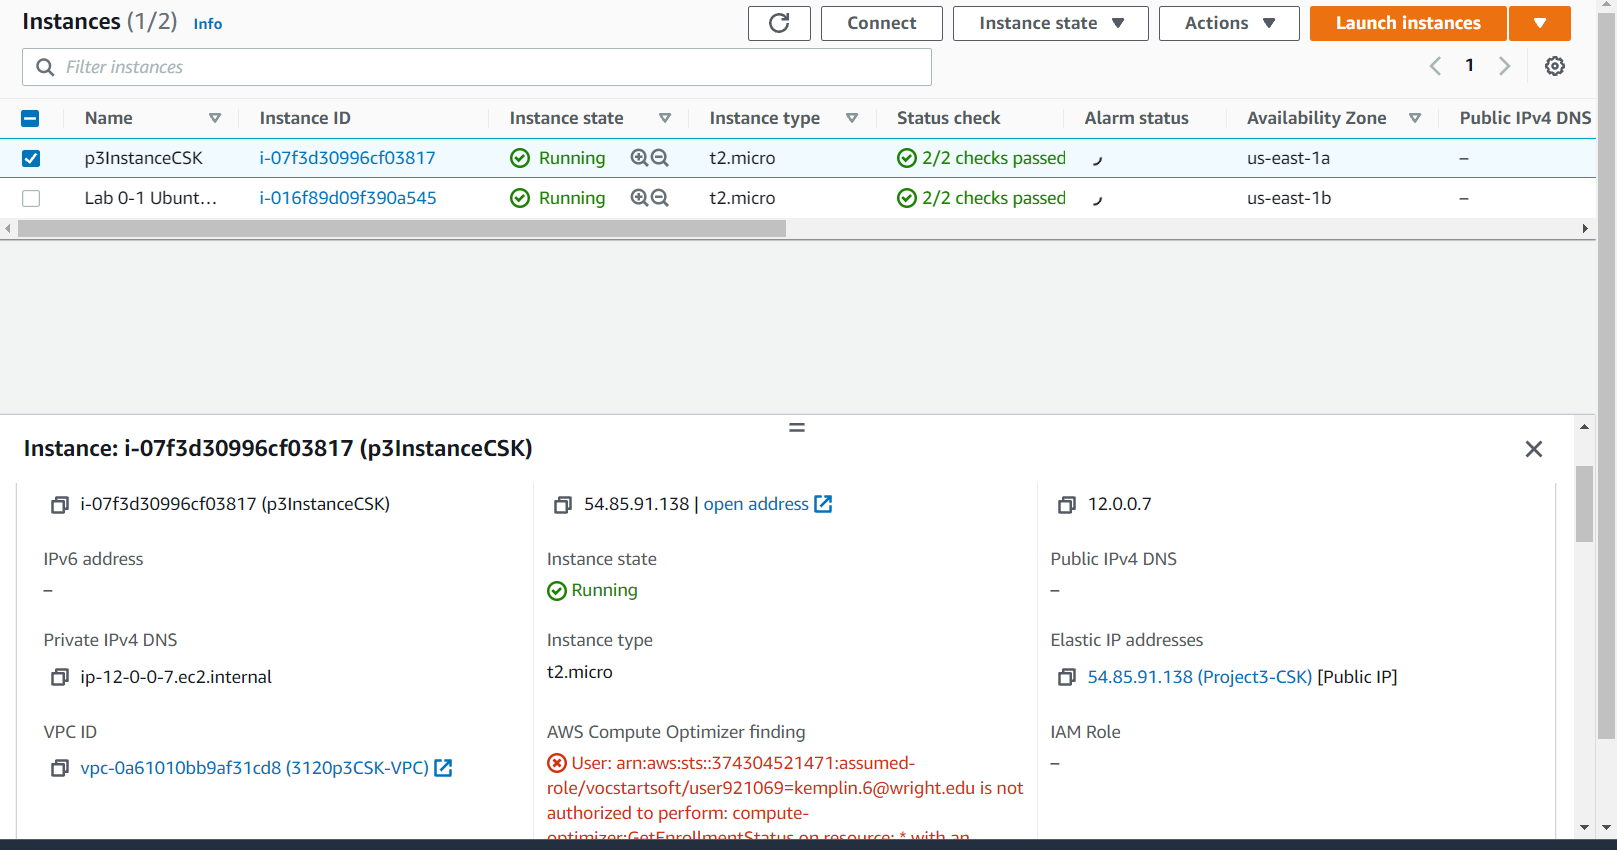 Instances (1/2) Info
Connect
Instance state
Actions
Launch instances
Filter instances
1
Name Instance ID Instance state Instance type Status check Alarm status Availability Zone Public IPv4 DNS
p3InstanceCSK i-07f3d30996cf03817 Running t2.micro 2/2 checks passed us-east-1a –
Lab 0-1 Ubunt... i-016f89d09f390a545 Running t2.micro 2/2 checks passed us-east-1b –
Instance: i-07f3d30996cf03817 (p3InstanceCSK)
i-07f3d30996cf03817 (p3InstanceCSK)
54.85.91.138 | open address
12.0.0.7
IPv6 address
–
Instance state
Running
Public IPv4 DNS
–
Private IPv4 DNS
ip-12-0-0-7.ec2.internal
Instance type
t2.micro
Elastic IP addresses
54.85.91.138 (Project3-CSK) [Public IP]
VPC ID
vpc-0a61010bb9af31cd8 (3120p3CSK-VPC)
AWS Compute Optimizer finding
User: arn:aws:sts::374304521471:assumed-
role/vocstartsoft/user921069=kemplin.6@wright.edu is not
authorized to perform: compute-
optimizer:GetEnrollmentStatus on resource: * with an
IAM Role
–